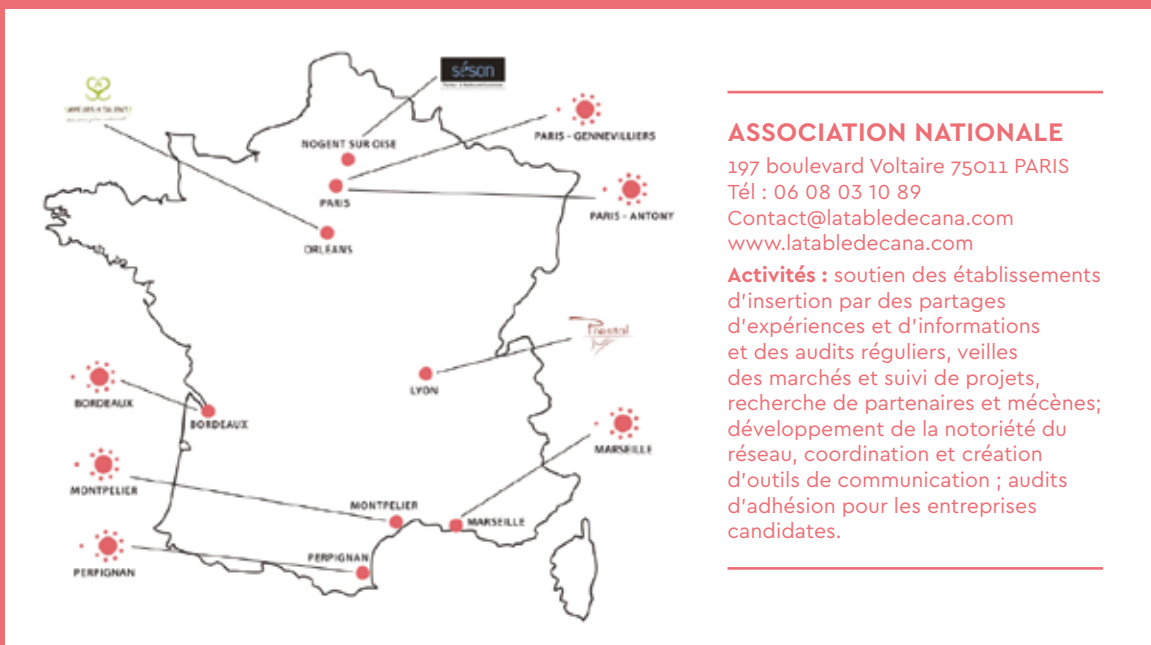 séson
PARIS - GENNEVILLIERS
NOGENT SUR OISE
PARIS
PARIS - ANTONY
ORLÉANS
LYON
BORDEAUX
BORDEAUX
MARSEILLE
MONTPELIER
MONTPELIER
MARSEILLE
PERPIGNAN
PERPIGNAN
ASSOCIATION NATIONALE
197 boulevard Voltaire 75011 PARIS
Tél : 06 08 03 10 89
Contact@latabledecana.com
www.latabledecana.com
Activités : soutien des établissements
d'insertion par des partages
d'expériences et d'informations
et des audits réguliers, veilles
des marchés et suivi de projets,
recherche de partenaires et mécènes;
développement de la notoriété du
réseau, coordination et création
d'outils de communication ; audits
d'adhésion pour les entreprises
candidates.